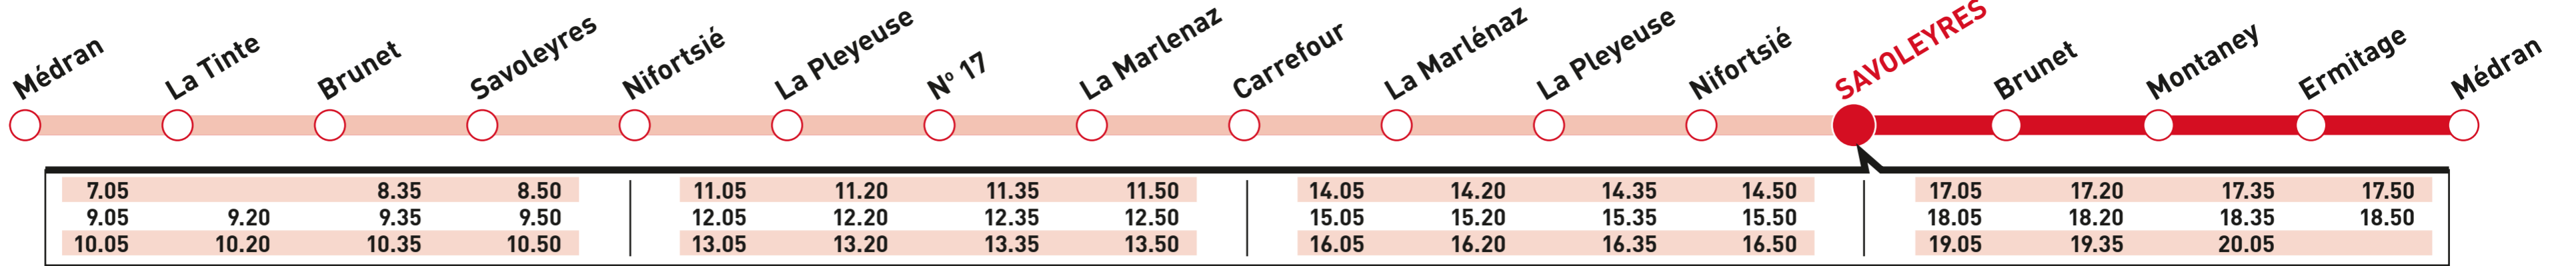 Médran
La Tinte
Brunet
Savoleyres
Nifortsié
La Pleyeuse
N° 17
La Marlenaz
Carrefour
La Marlénaz
La Pleyeuse
Nifortsié
SAVOLEYRES
Brunet
Montaney
Ermitage
Médran
7.05 8.35 8.50
9.05 9.20 9.35 9.50
10.05 10.20 10.35 10.50
11.05 11.20 11.35 11.50
12.05 12.20 12.35 12.50
13.05 13.20 13.35 13.50
14.05 14.20 14.35 14.50
15.05 15.20 15.35 15.50
16.05 16.20 16.35 16.50
17.05 17.20 17.35 17.50
18.05 18.20 18.35 18.50
19.05 19.35 20.05